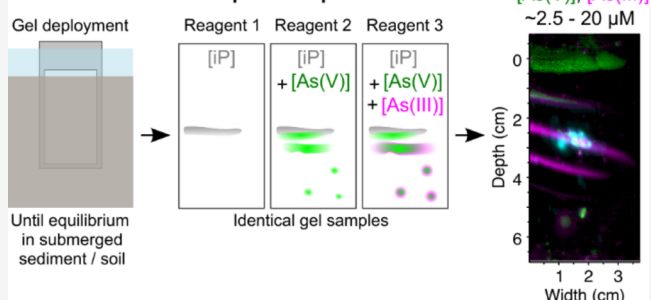 Gel deployment
Reagent 1
Reagent 2
Reagent 3
[iP]
[iP]
+ [As(V)]
[iP]
+ [As(V)]
+ [As(III)]
~2.5 - 20 µM
0
2
4
6
Depth (cm)
1 2 3
Width (cm)
Until equilibrium
in submerged
sediment / soil
Identical gel samples